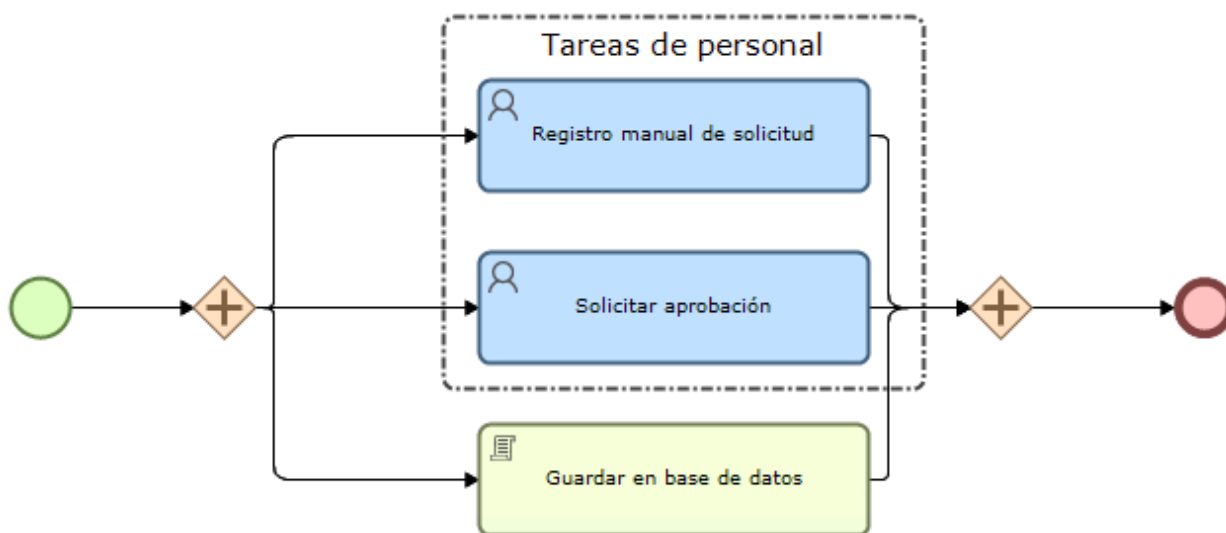 Tareas de personal
Registro manual de solicitud
Solicitar aprobación
Guardar en base de datos